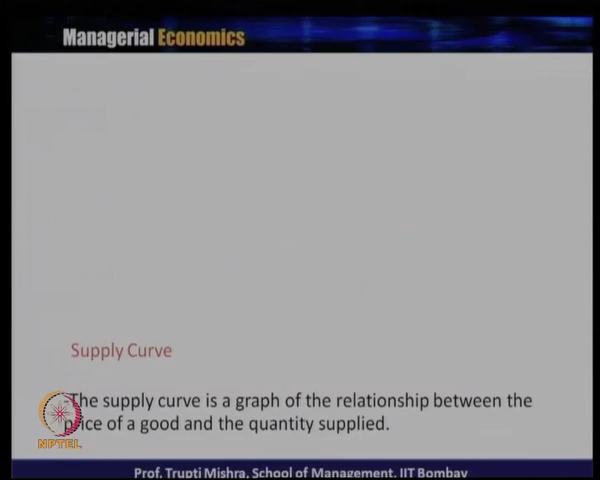 Managerial Economics
Supply Curve
-The supply curve is a graph of the relationship between the
price of a good and the quantity supplied.
NPTEL
Prof. Trupti Mishra, School of Management, IIT Bombay